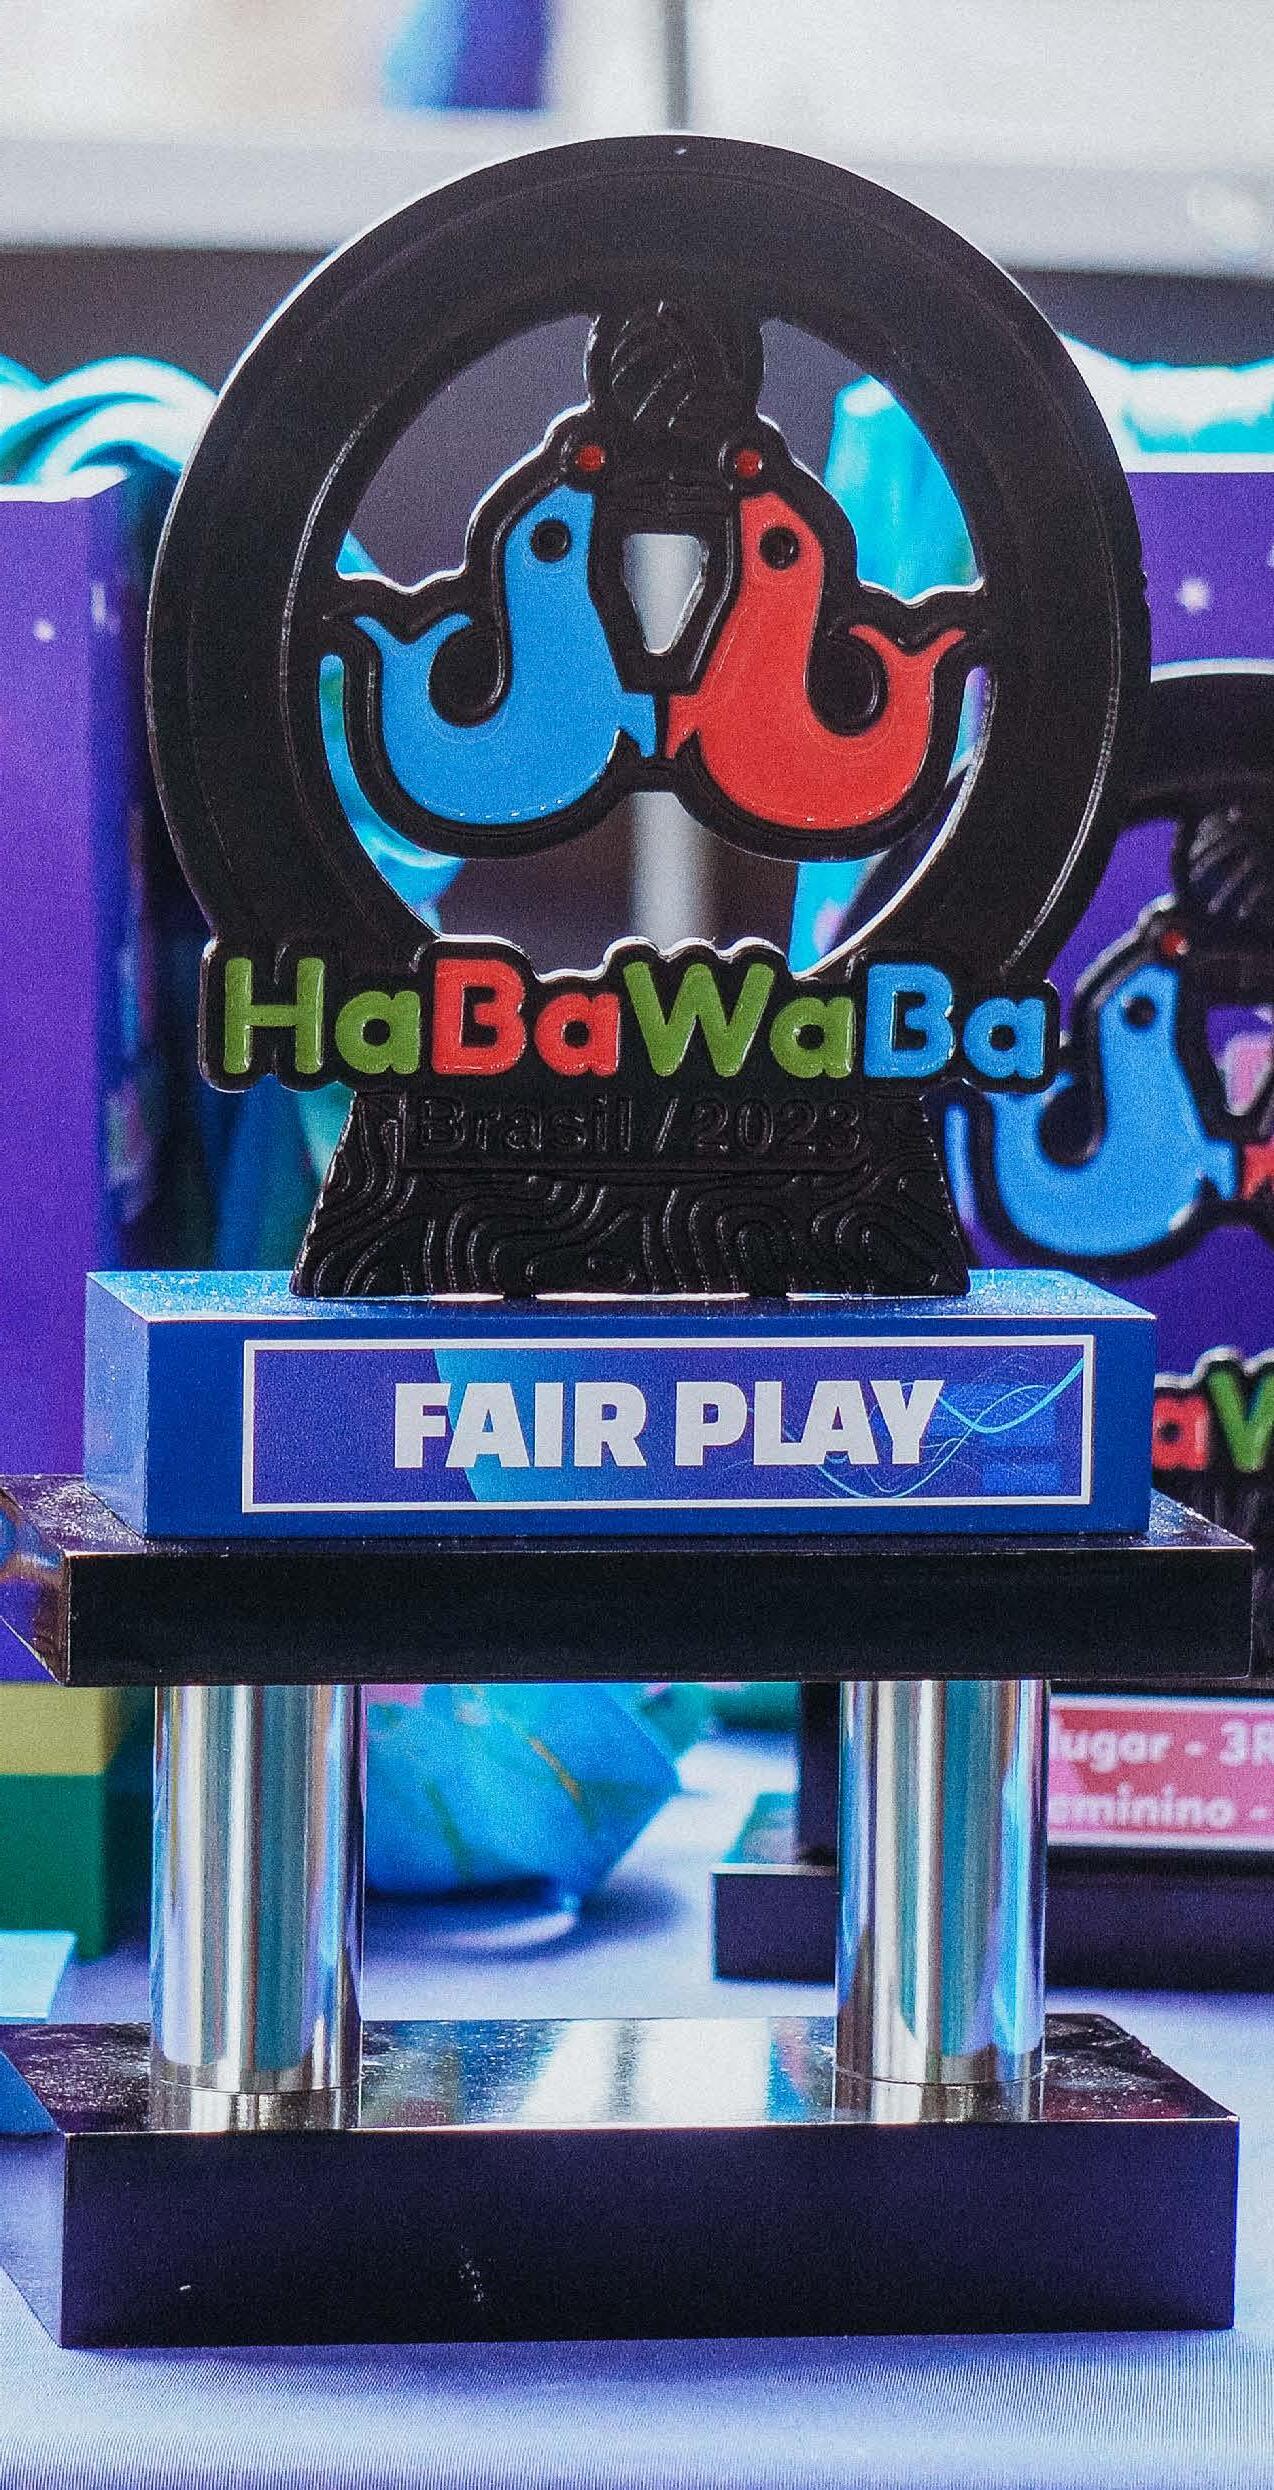 HaBaWaBa
Brasil/2023
FAIR PLAY
lugar - 3R
eminino -